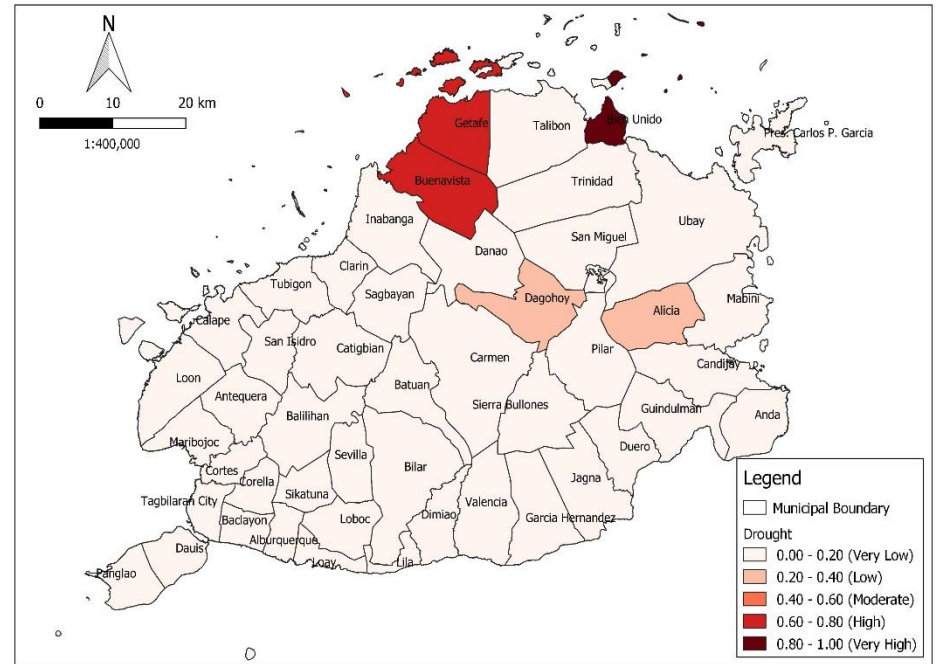 N
0 10 20 km
1:400,000
Getafe
Talibon
Bien Unido
Pres. Carlos P. Garcia
Buenavista
Trinidad
Inabanga
Ubay
San Miguel
Danao
Clarin
Tubigon
Sagbayan
Dagohoy
Mabini
Alicia
Calape
San Isidro
Catigbian
Pilar
Carmen
Candijay
Loon
Batuan
Antequera
Sierra Bullones
Guindulman
Balilihan
Anda
Maribojoc
Duero
Sevilla
Bilar
Cortes
Corella
Jagna
Sikatuna
Tagbilaran City
Valencia
Dimiao
Garcia Hernandez
Baclayon
Loboc
Alburquerque
Dauis
Loay
Lila
Panglao
Legend
Municipal Boundary
Drought
0.00 - 0.20 (Very Low)
0.20 - 0.40 (Low)
0.40 - 0.60 (Moderate)
0.60 - 0.80 (High)
0.80 - 1.00 (Very High)